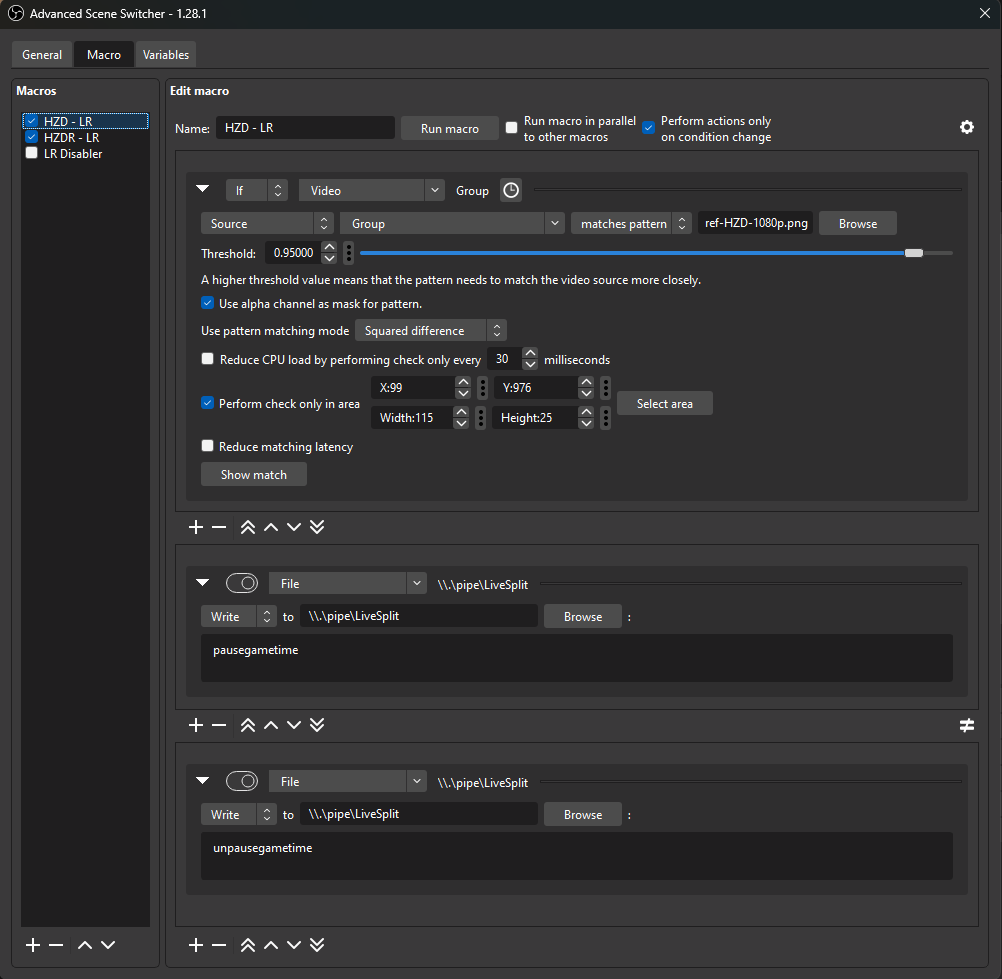 Advanced Scene Switcher - 1.28.1
General Macro Variables
Macros
HZD - LR
HZDR - LR
LR Disabler
Edit macro
Name: HZD - LR Run macro Run macro in parallel to other macros Perform actions only on condition change
If Video Group
Source Group matches pattern ref-HZD-1080p.png Browse
Threshold: 0.95000
A higher threshold value means that the pattern needs to match the video source more closely.
Use alpha channel as mask for pattern.
Use pattern matching mode Squared difference
Reduce CPU load by performing check only every 30 milliseconds
Perform check only in area X:99 Y:976 Width:115 Height:25 Select area
Reduce matching latency
Show match
File \\.\pipe\LiveSplit
Write to \\.\pipe\LiveSplit Browse :
pausegametime
File \\.\pipe\LiveSplit
Write to \\.\pipe\LiveSplit Browse :
unpausegametime